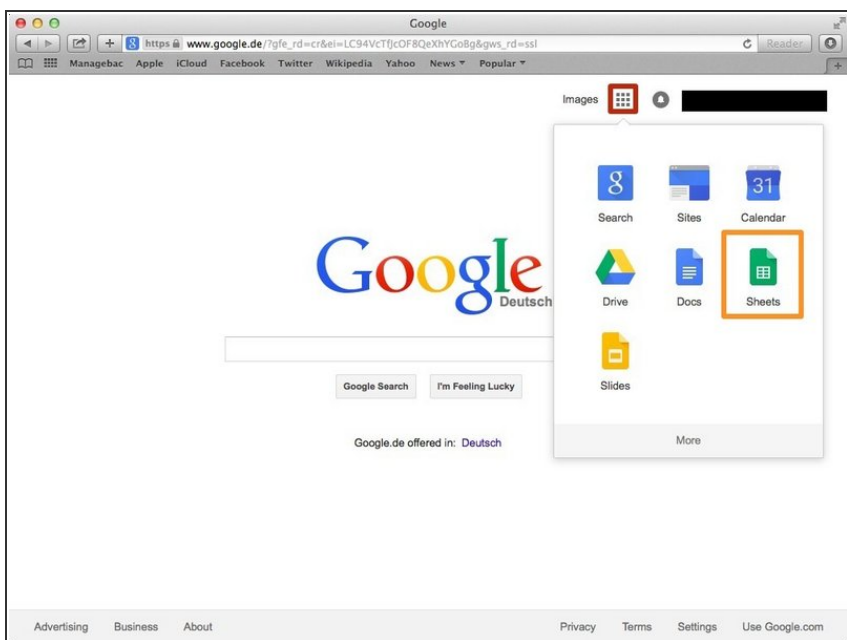 Google
https www.google.de/?gfe_rd=cr&ei=LC94VcTfJcOF8QeXhYGoBg&gws_rd=ssl
Reader
Managebac Apple iCloud Facebook Twitter Wikipedia Yahoo News Popular
Images
8 Search
Sites
31 Calendar
Google
Deutsch
Drive
Docs
Sheets
Slides
Google Search
I'm Feeling Lucky
Google.de offered in: Deutsch
More
Advertising Business About Privacy Terms Settings Use Google.com